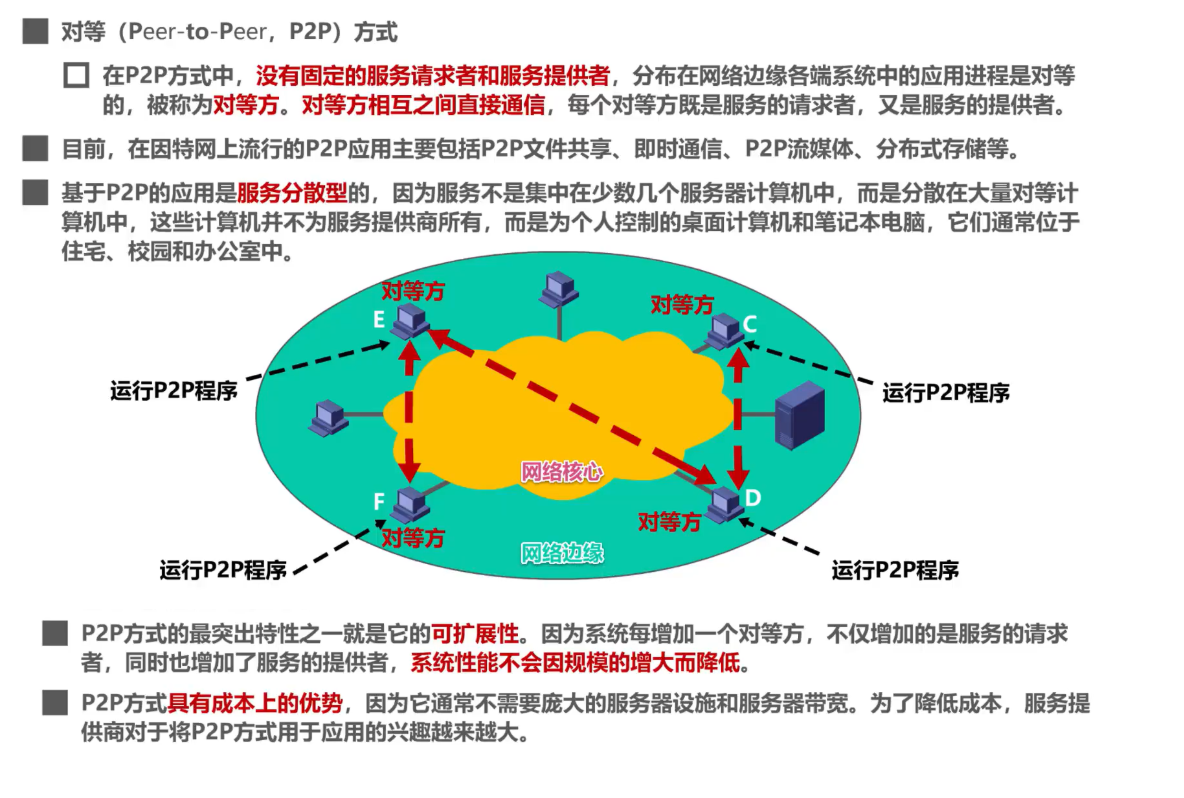 对等（Peer-to-Peer，P2P）方式
在P2P方式中，没有固定的服务请求者和服务提供者，分布在网络边缘各端系统中的应用进程是对等
的，被称为对等方。对等方相互之间直接通信，每个对等方既是服务的请求者，又是服务的提供者。
目前，在因特网上流行的P2P应用主要包括P2P文件共享、即时通信、P2P流媒体、分布式存储等。
基于P2P的应用是服务分散型的，因为服务不是集中在少数几个服务器计算机中，而是分散在大量对等计
算机中，这些计算机并不为服务提供商所有，而是为个人控制的桌面计算机和笔记本电脑，它们通常位于
住宅、校园和办公室中。
对等方
E
对等方
C
运行P2P程序
运行P2P程序
网络核心
F
对等方
D
对等方
网络边缘
运行P2P程序
运行P2P程序
P2P方式的最突出特性之一就是它的可扩展性。因为系统每增加一个对等方，不仅增加的是服务的请求
者，同时也增加了服务的提供者，系统性能不会因规模的增大而降低。
P2P方式具有成本上的优势，因为它通常不需要庞大的服务器设施和服务器带宽。为了降低成本，服务提
供商对于将P2P方式用于应用的兴趣越来越大。